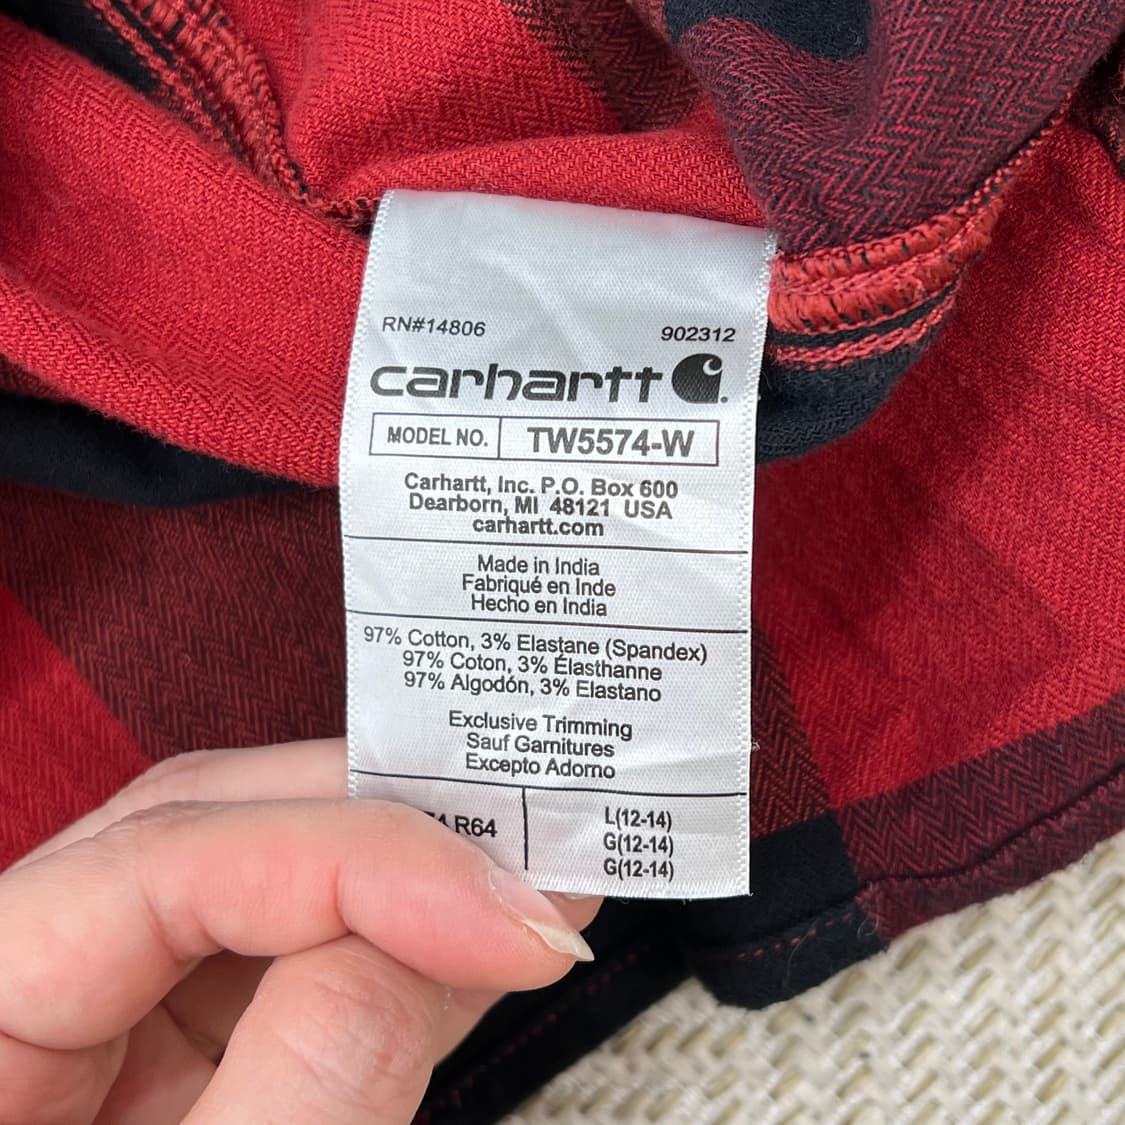 RN#14806 902312
carhartt
MODEL NO. TW5574-W
Carhartt, Inc. P.O. Box 600
Dearborn, MI 48121 USA
carhartt.com
Made in India
Fabriqué en Inde
Hecho en India
97% Cotton, 3% Elastane (Spandex)
97% Coton, 3% Élasthanne
97% Algodón, 3% Elastano
Exclusive Trimming
Sauf Garnitures
Excepto Adorno
R64 L(12-14)
G(12-14)
G(12-14)